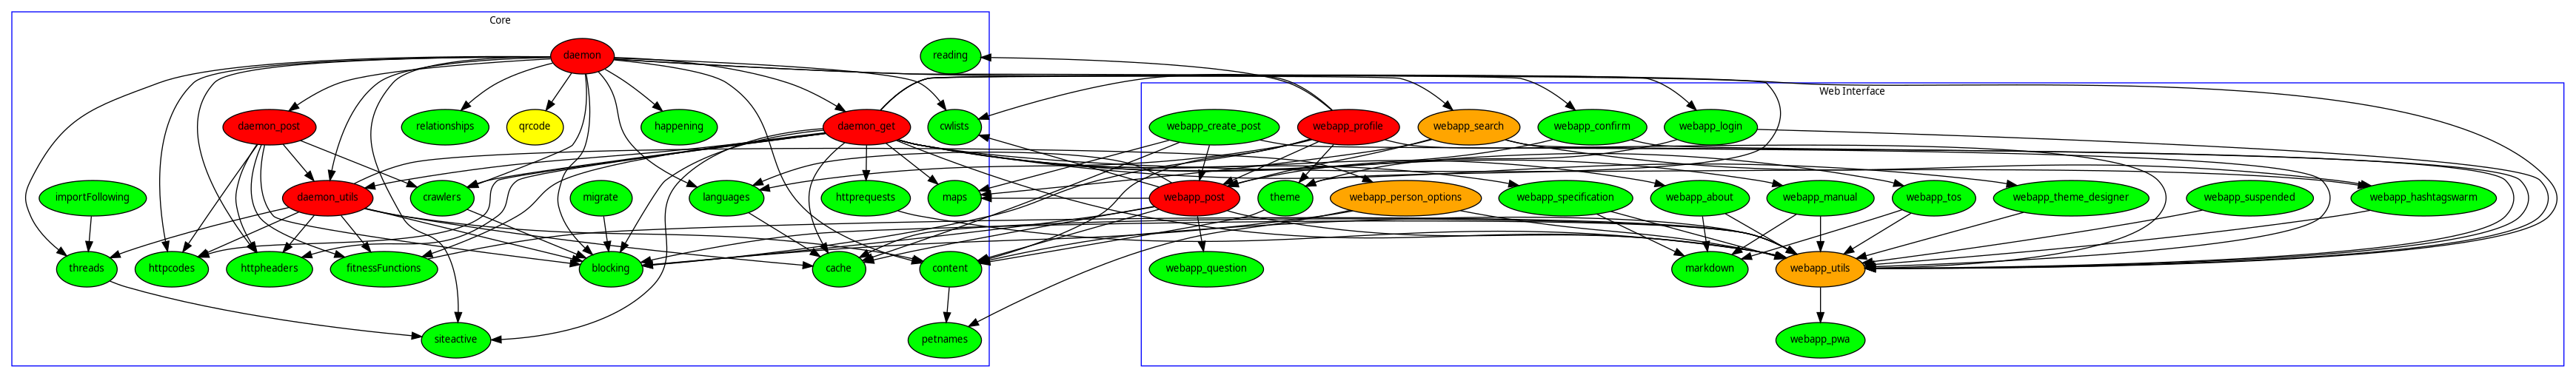 Core
daemon
reading
Web Interface
daemon_post
relationships
qrcode
happening
daemon_get
cwlists
webapp_create_post
webapp_profile
webapp_search
webapp_confirm
webapp_login
importFollowing
daemon_utils
crawlers
migrate
languages
httprequests
maps
webapp_post
theme
webapp_person_options
webapp_specification
webapp_about
webapp_manual
webapp_tos
webapp_theme_designer
webapp_suspended
webapp_hashtagswarm
threads
httpcodes
httpheaders
fitnessFunctions
blocking
cache
content
webapp_question
markdown
webapp_utils
siteactive
petnames
webapp_pwa